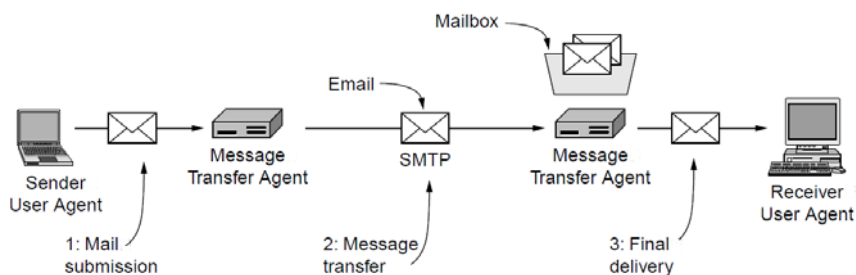 Mailbox
Email
SMTP
Sender
User Agent
Message
Transfer Agent
Message
Transfer Agent
Receiver
User Agent
1: Mail
submission
2: Message
transfer
3: Final
delivery